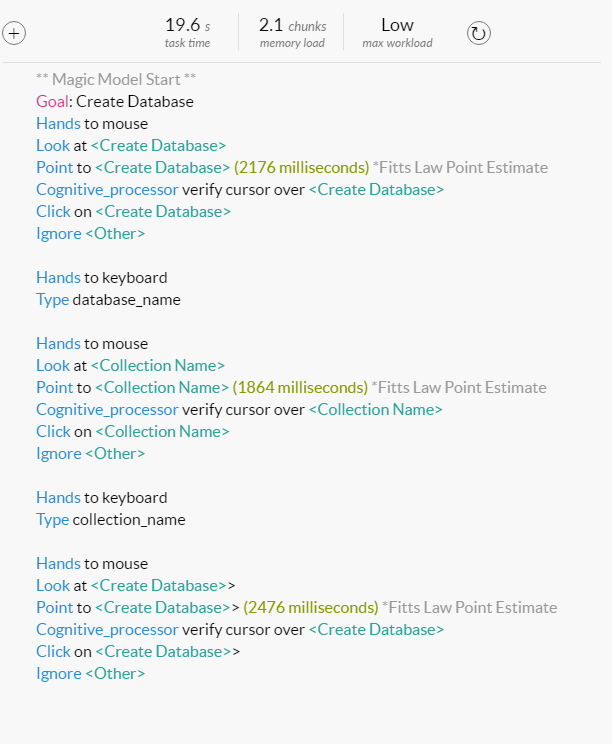 19.6 s 2.1 chunks Low
task time memory load max workload
** Magic Model Start **
Goal: Create Database
Hands to mouse
Look at <Create Database>
Point to <Create Database> (2176 milliseconds) *Fitts Law Point Estimate
Cognitive_processor verify cursor over <Create Database>
Click on <Create Database>
Ignore <Other>
Hands to keyboard
Type database_name
Hands to mouse
Look at <Collection Name>
Point to <Collection Name> (1864 milliseconds) *Fitts Law Point Estimate
Cognitive_processor verify cursor over <Collection Name>
Click on <Collection Name>
Ignore <Other>
Hands to keyboard
Type collection_name
Hands to mouse
Look at <Create Database>>
Point to <Create Database>> (2476 milliseconds) *Fitts Law Point Estimate
Cognitive_processor verify cursor over <Create Database>
Click on <Create Database>>
Ignore <Other>